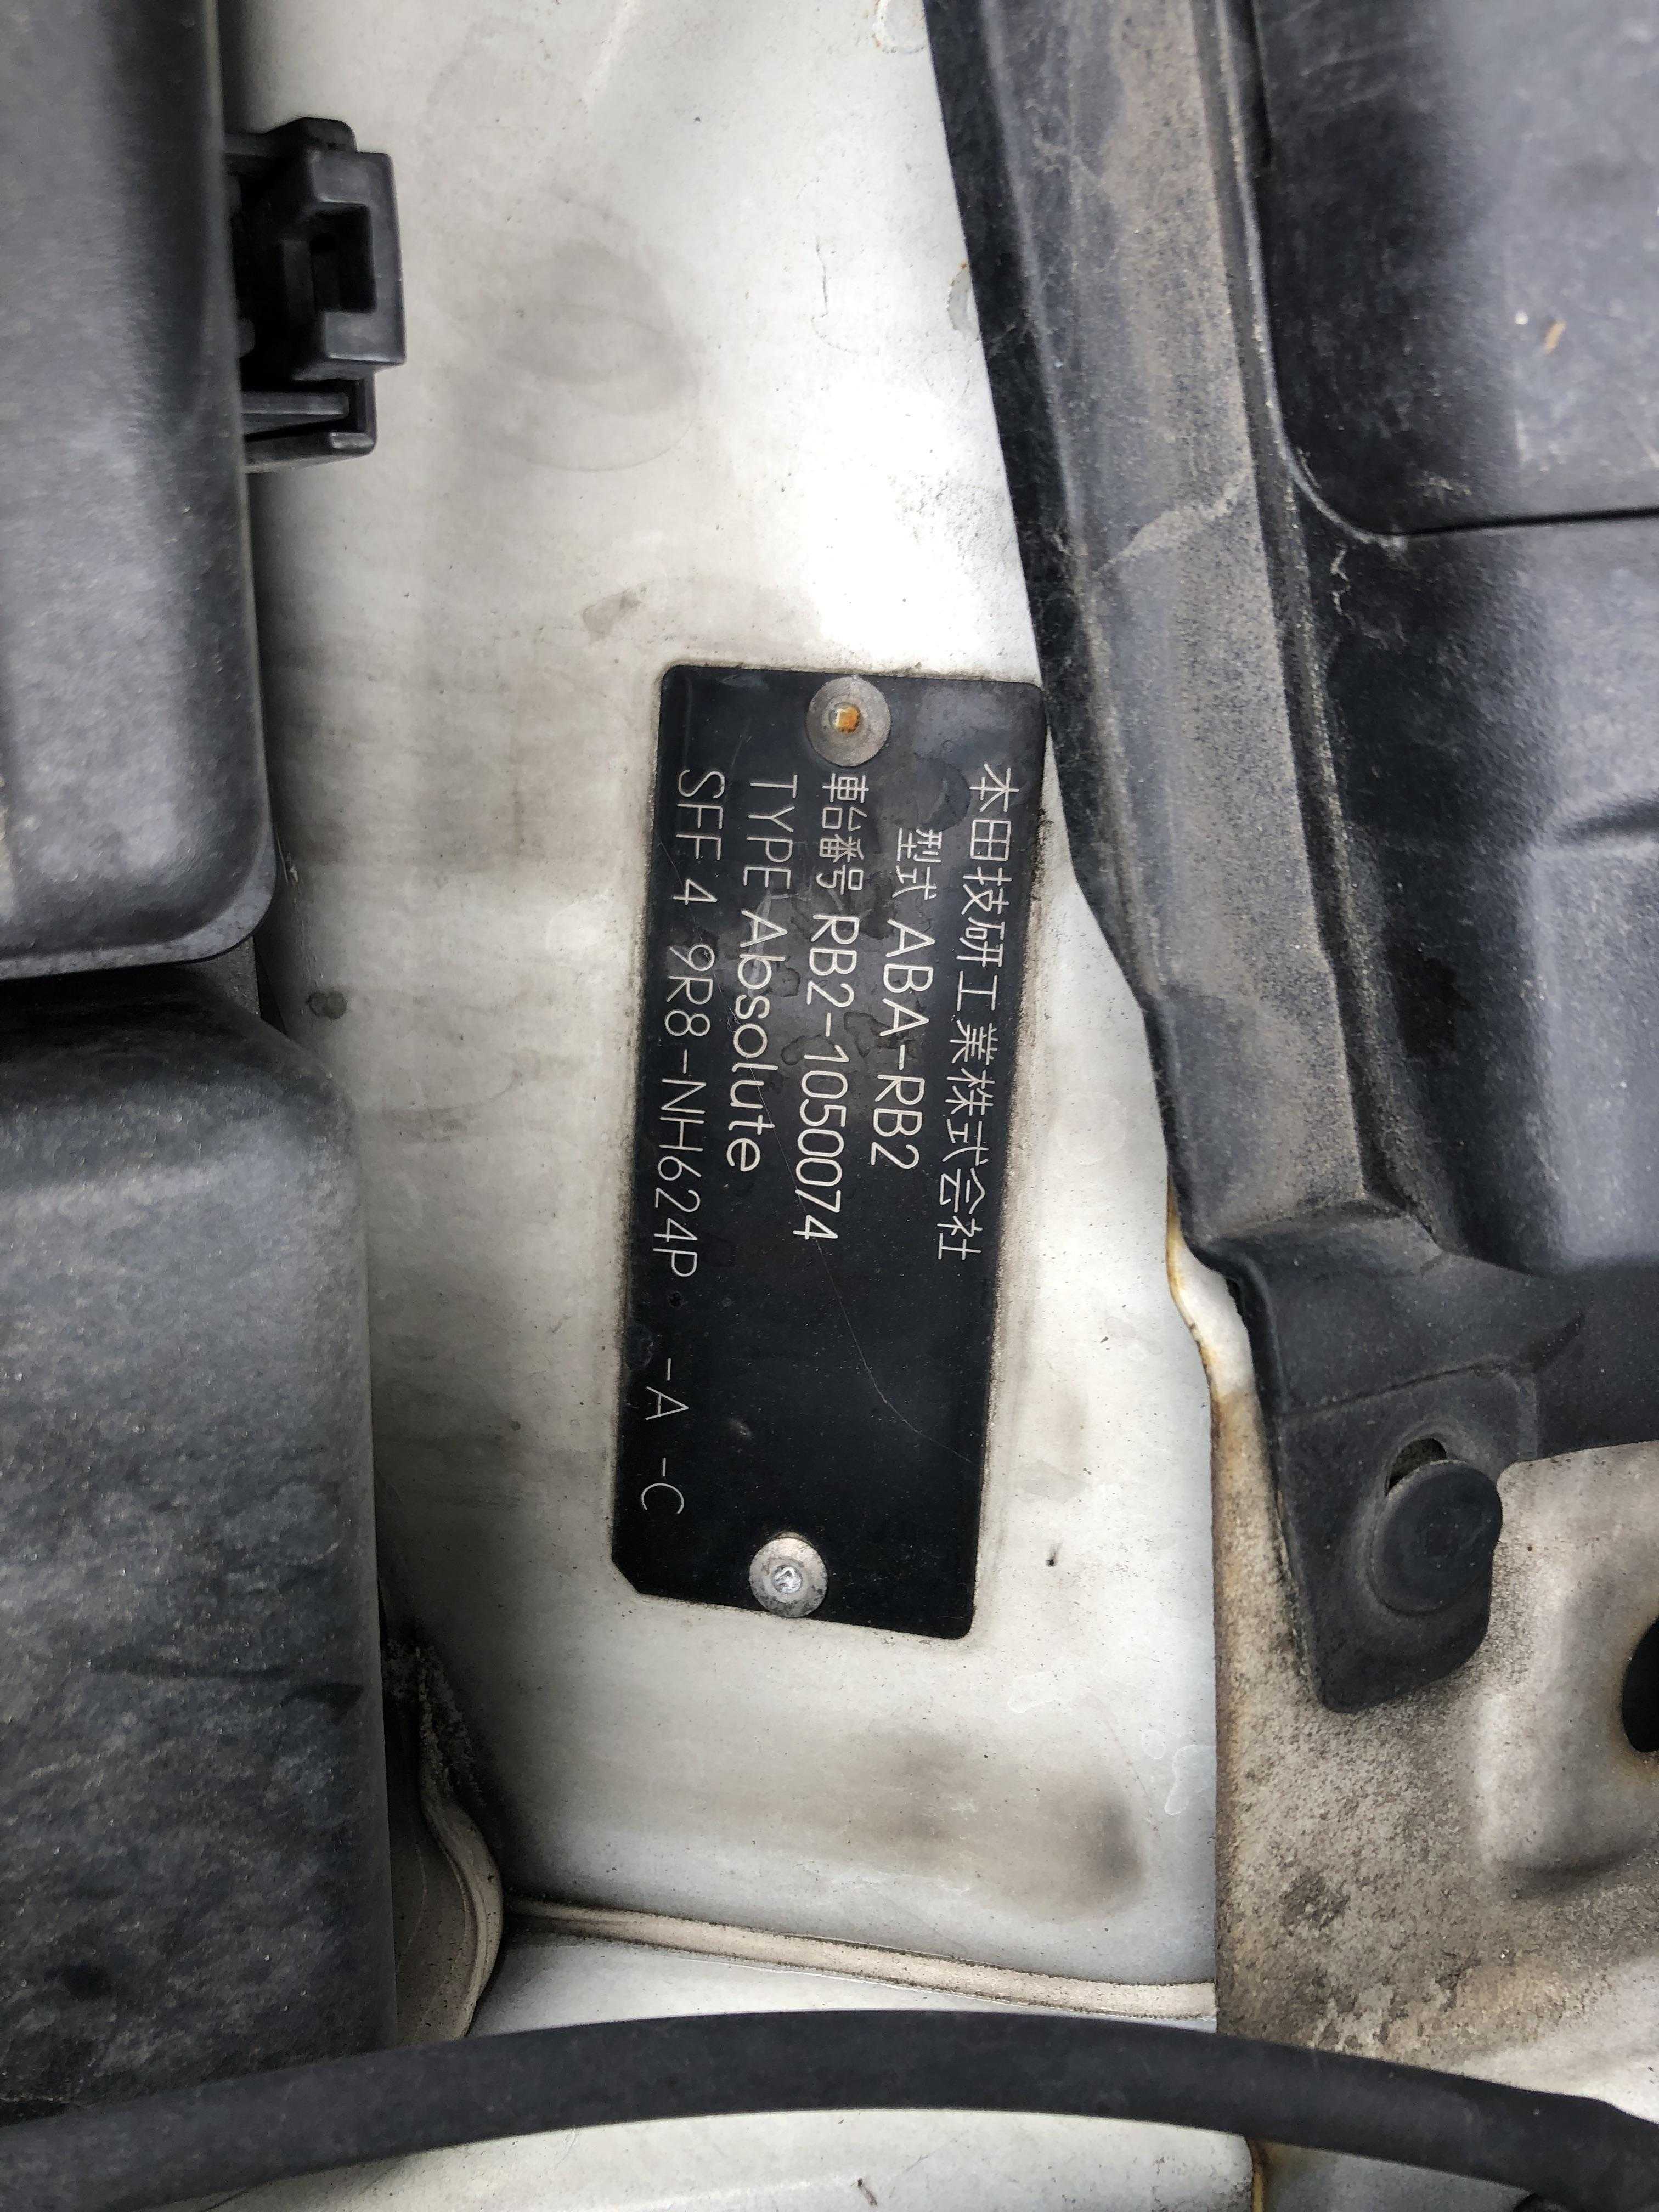 本田技研工業株式会社
型式 ABA-RB2
車台番号 RB2-1050074
TYPE Absolute
SFF 4 9R8-NH624P -A -C